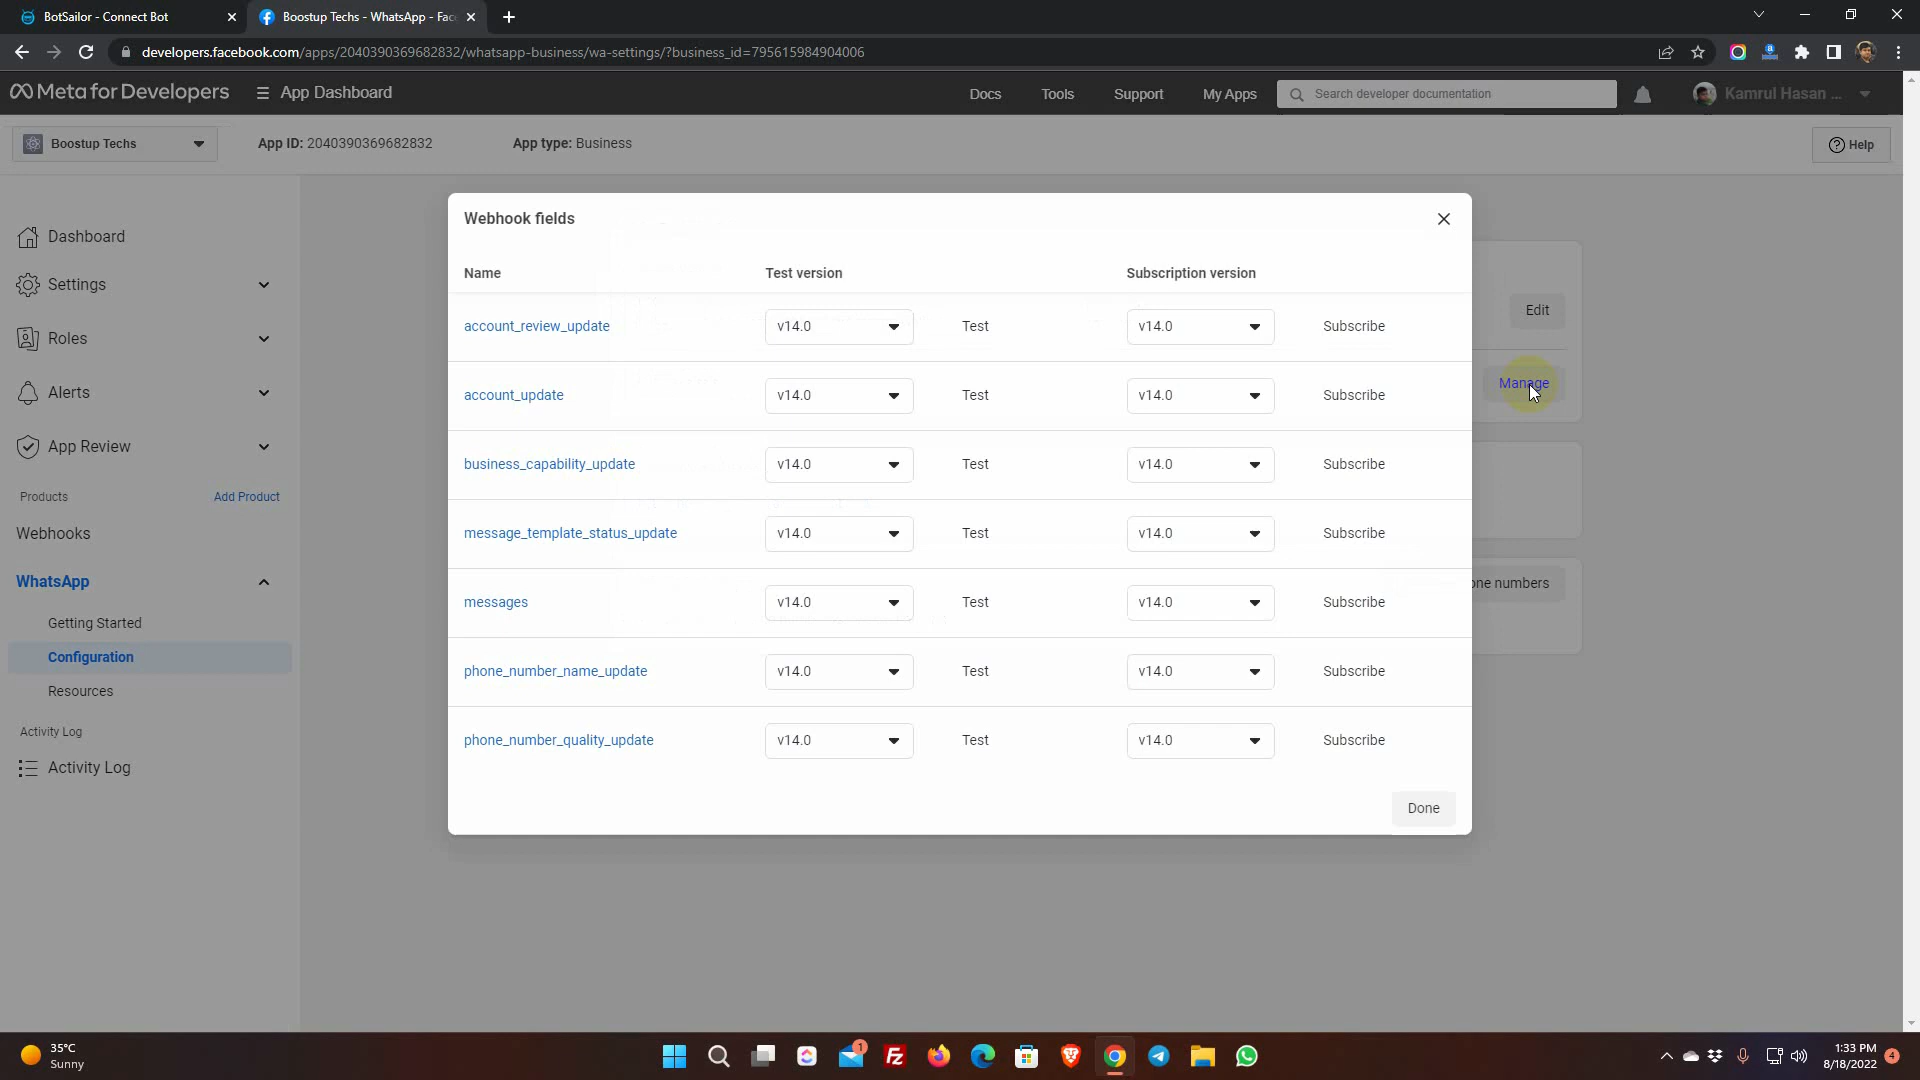 BotSailor - Connect Bot
Boostup Techs - WhatsApp - Fac
developers.facebook.com/apps/2040390369682832/whatsapp-business/wa-settings/?business_id=795615984904006
Meta for Developers
App Dashboard
Docs
Tools
Support
My Apps
Search developer documentation
Kamrul Hasan ...
Boostup Techs
App ID: 2040390369682832
App type: Business
Help
Dashboard
Settings
Roles
Alerts
App Review
Products
Add Product
Webhooks
WhatsApp
Getting Started
Configuration
Resources
Activity Log
Activity Log
Webhook fields
Name Test version Subscription version
account_review_update v14.0 Test v14.0 Subscribe
account_update v14.0 Test v14.0 Subscribe
business_capability_update v14.0 Test v14.0 Subscribe
message_template_status_update v14.0 Test v14.0 Subscribe
messages v14.0 Test v14.0 Subscribe
phone_number_name_update v14.0 Test v14.0 Subscribe
phone_number_quality_update v14.0 Test v14.0 Subscribe
Done
Edit
Manage
one numbers
35°C
Sunny
1
1:33 PM
8/18/2022
4